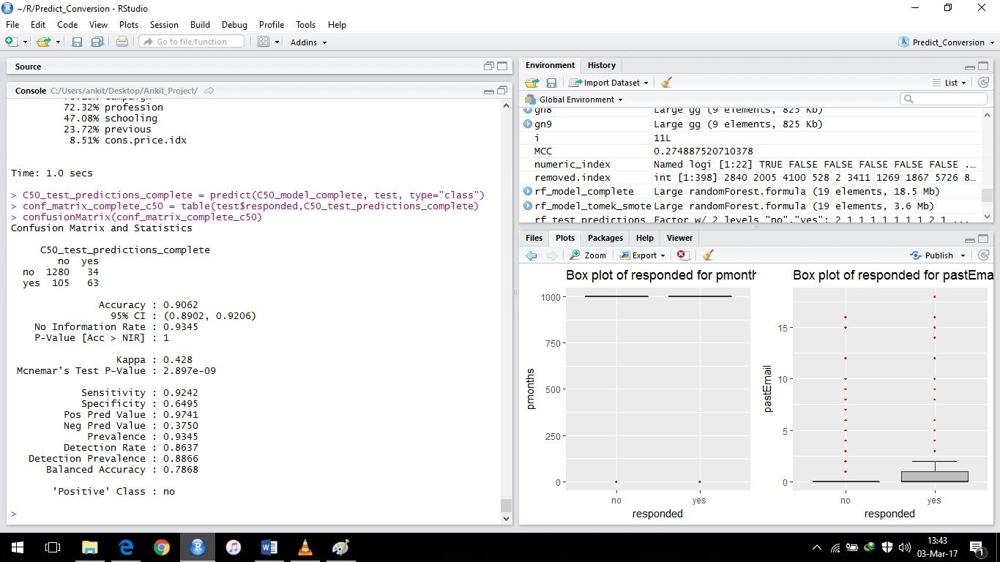 ~/R/Predict_Conversion - RStudio
File Edit Code View Plots Session Build Debug Profile Tools Help
Go to file/function Addins Predict_Conversion
Source
Console C:/Users/ankit/Desktop/Ankit_Project/
72.32% profession
47.08% schooling
23.72% previous
8.51% cons.price.idx
Time: 1.0 secs
> C50_test_predictions_complete = predict(C50_model_complete, test, type="class")
> conf_matrix_complete_c50 = table(test$responded,C50_test_predictions_complete)
> confusionMatrix(conf_matrix_complete_c50)
Confusion Matrix and Statistics
C50_test_predictions_complete
no yes
no 1280 34
yes 105 63
Accuracy : 0.9062
95% CI : (0.8902, 0.9206)
No Information Rate : 0.9345
P-Value [Acc > NIR] : 1
Kappa : 0.428
Mcnemar's Test P-Value : 2.897e-09
Sensitivity : 0.9242
Specificity : 0.6495
Pos Pred Value : 0.9741
Neg Pred Value : 0.3750
Prevalence : 0.9345
Detection Rate : 0.8637
Detection Prevalence : 0.8866
Balanced Accuracy : 0.7868
'Positive' Class : no
>
Environment History
Import Dataset List
Global Environment
gn8 Large gg (9 elements, 825 Kb)
gn9 Large gg (9 elements, 825 Kb)
i 11L
MCC 0.274887520710378
numeric_index Named logi [1:22] TRUE FALSE FALSE FALSE FALSE FALSE ...
removed.index int [1:398] 2840 2005 4100 528 2 3411 1269 1867 5726 8...
rf_model_complete Large randomForest.formula (19 elements, 18.5 Mb)
rf_model_tomek_smote Large randomForest.formula (19 elements, 3.6 Mb)
rf_test_predictions Factor w/ 2 levels "no","yes": 2 1 1 1 1 1 1 1 2 1 ...
Files Plots Packages Help Viewer
Zoom Export Publish
Box plot of responded for pmonth
1000
750
500
250
0
pmonths
no yes
responded
Box plot of responded for pastEma
15
10
5
0
pastEmail
no yes
responded
13:43
03-Mar-17
1